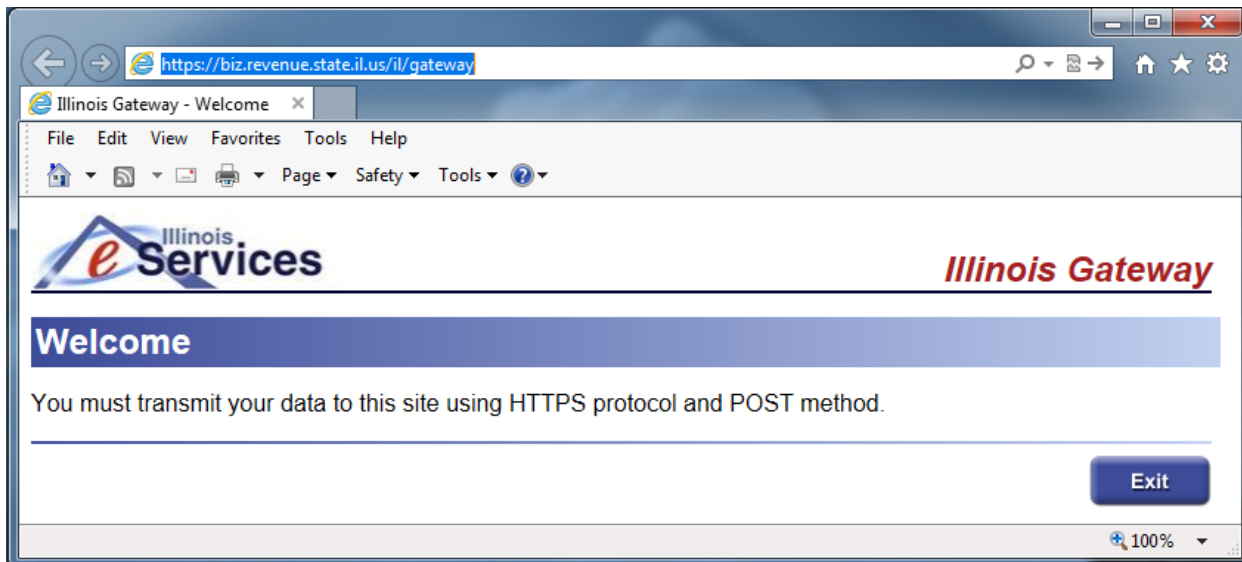 https://biz.revenue.state.il.us/il/gateway
Illinois Gateway - Welcome
File Edit View Favorites Tools Help
Page Safety Tools
Illinois
eServices
Illinois Gateway
Welcome
You must transmit your data to this site using HTTPS protocol and POST method.
Exit
100%